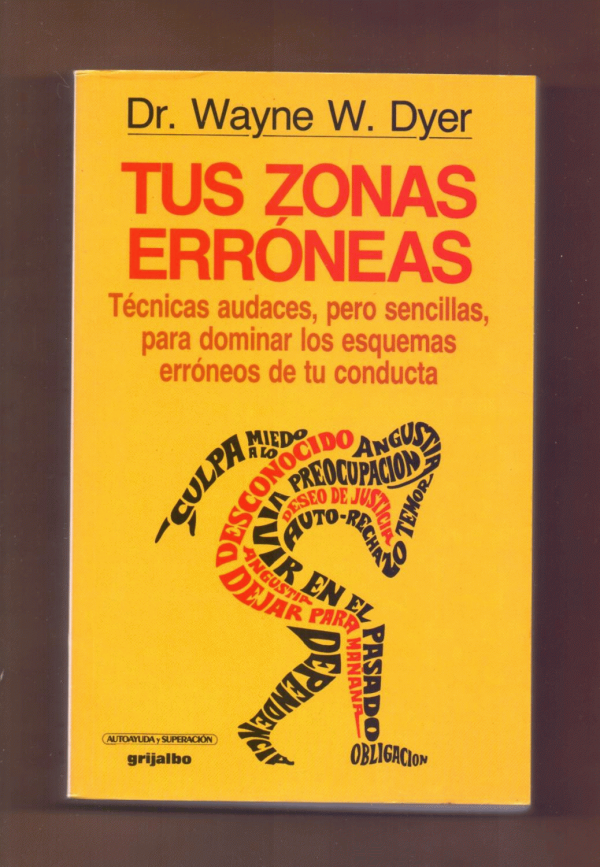 Dr. Wayne W. Dyer
TUS ZONAS
ERRÓNEAS
Técnicas audaces, pero sencillas,
para dominar los esquemas
erróneos de tu conducta
CULPA
MIEDO
A LO
DESCONOCIDO
ANGUSTIA
PREOCUPACION
TEMOR
DESEO DE JUSTICIA
AUTO-RECHAZO
VIVIR EN EL PASADO
ANGUSTIA
DEJAR PARA MAÑANA
DEPENDENCIA
OBLIGACION
AUTOAYUDA y SUPERACIÓN
grijalbo